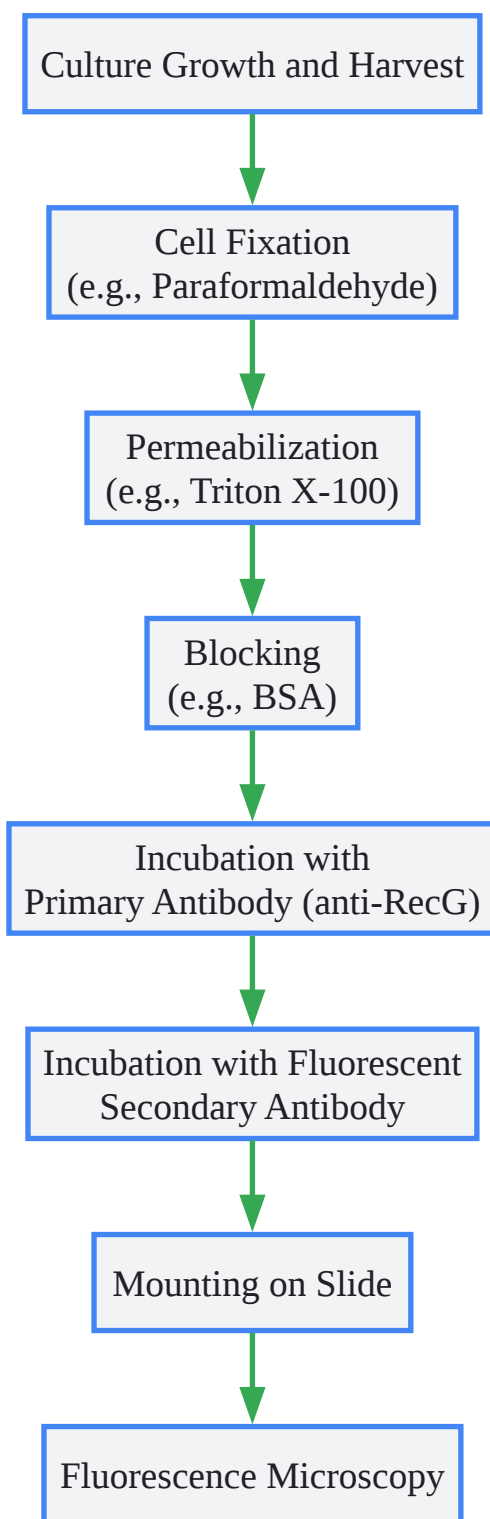 Culture Growth and Harvest
Cell Fixation
(e.g., Paraformaldehyde)
Permeabilization
(e.g., Triton X-100)
Blocking
(e.g., BSA)
Incubation with
Primary Antibody (anti-RecG)
Incubation with Fluorescent
Secondary Antibody
Mounting on Slide
Fluorescence Microscopy